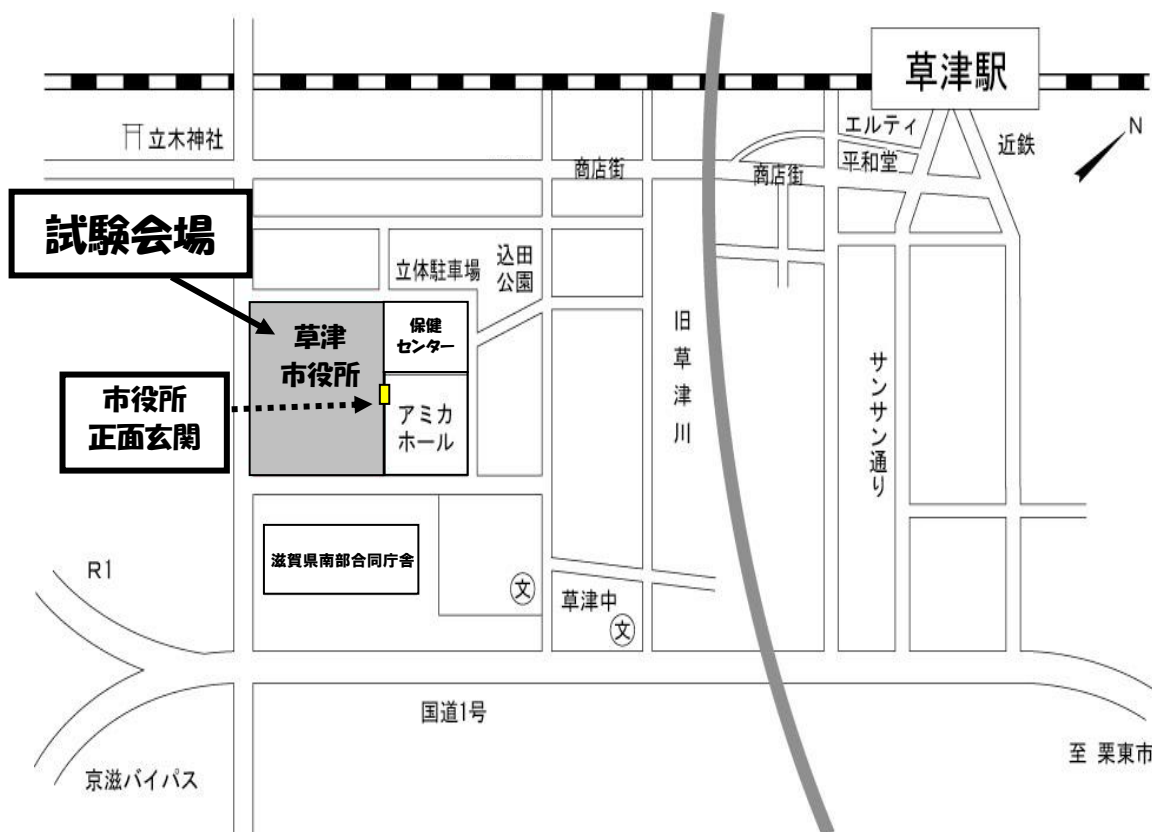 草津駅
エルティ
N
立木神社
近鉄
商店街
平和堂
商店街
試験会場
立体駐車場
込田
公園
草津
市役所
保健
センター
旧草津川
サンサン通り
市役所
正面玄関
アミカ
ホール
滋賀県南部合同庁舎
R1
文
草津中
文
国道1号
至 栗東市
京滋バイパス